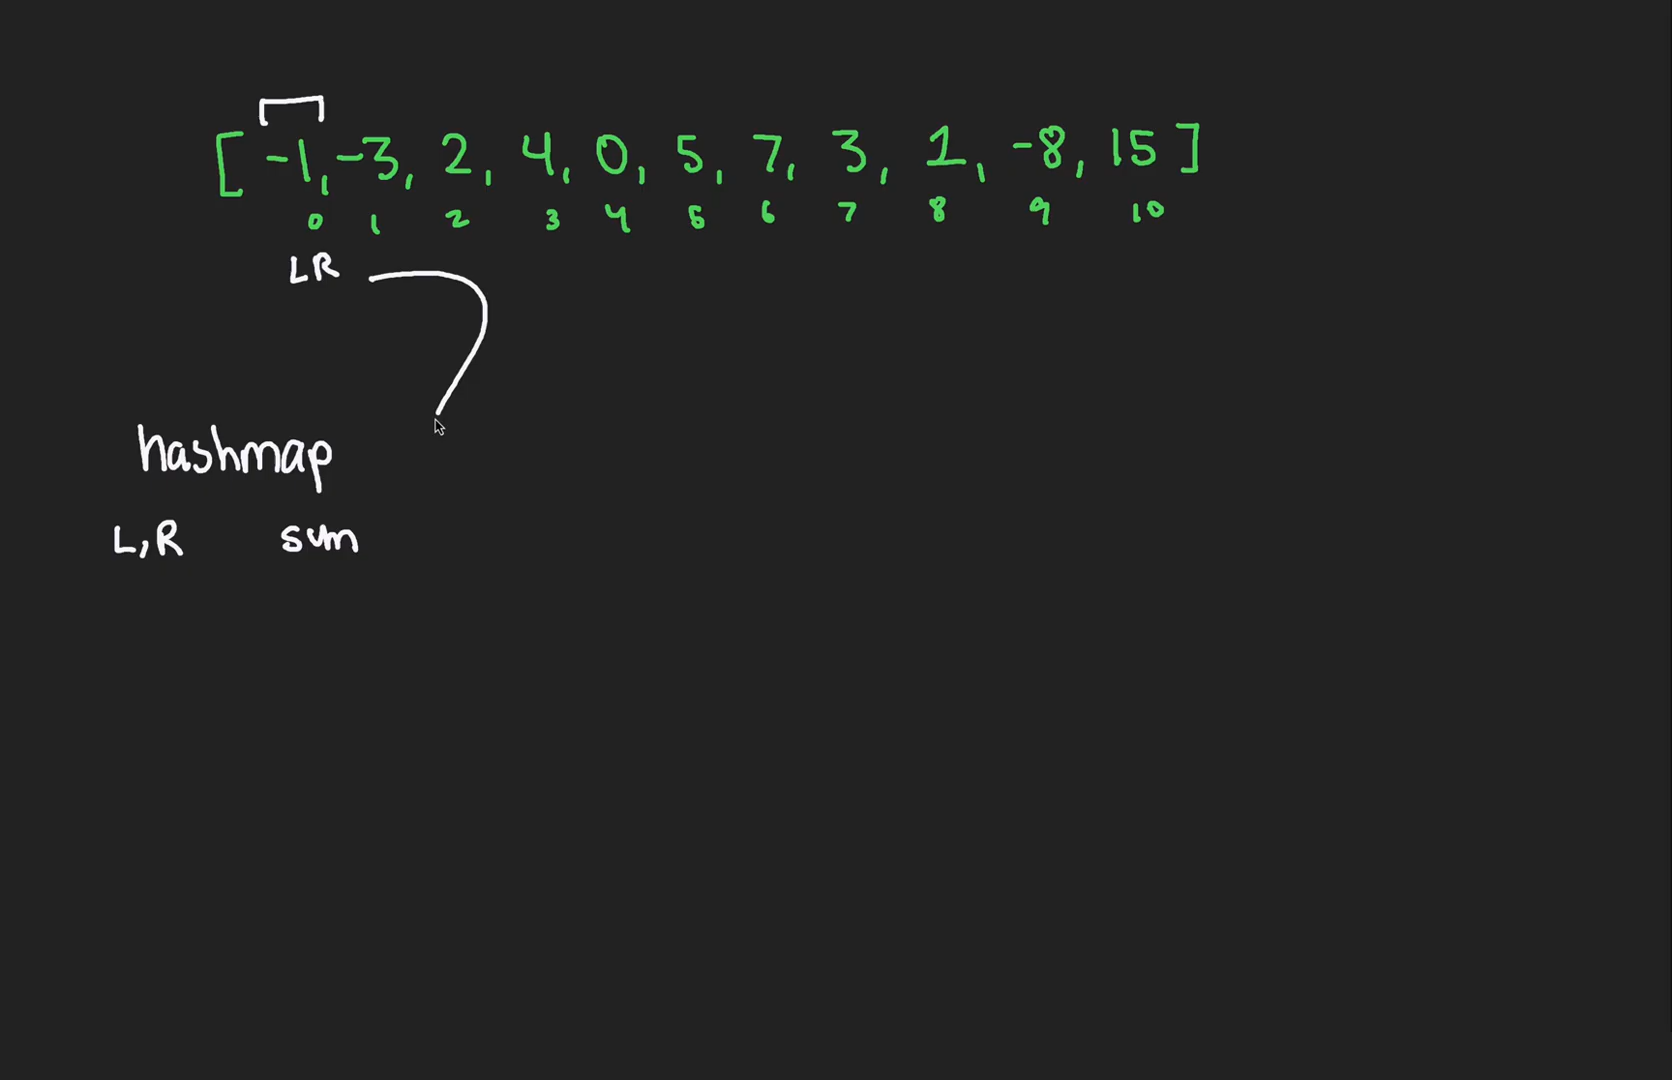 [ -1, -3, 2, 4, 0, 5, 7, 3, 1, -8, 15 ]
0 1 2 3 4 5 6 7 8 9 10
LR
hashmap
L,R sum